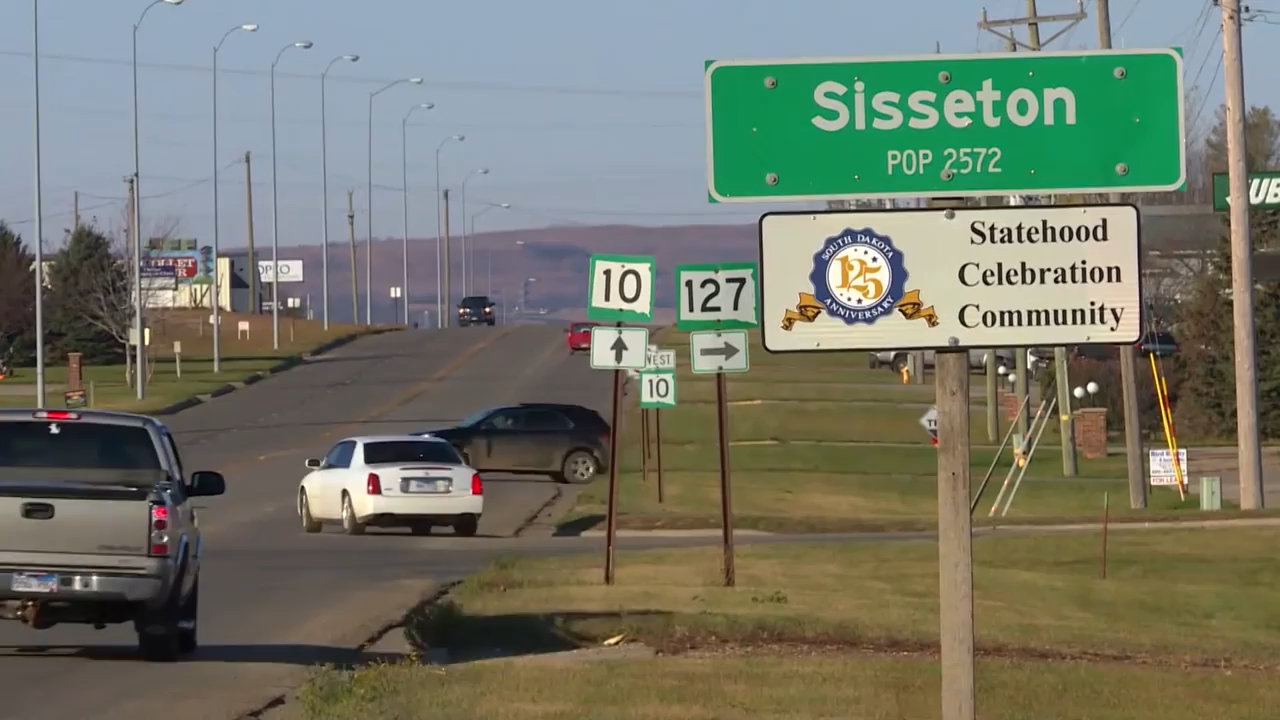 Sisseton
POP 2572
SOUTH DAKOTA
125
ANNIVERSARY
Statehood
Celebration
Community
10
127
WEST
10